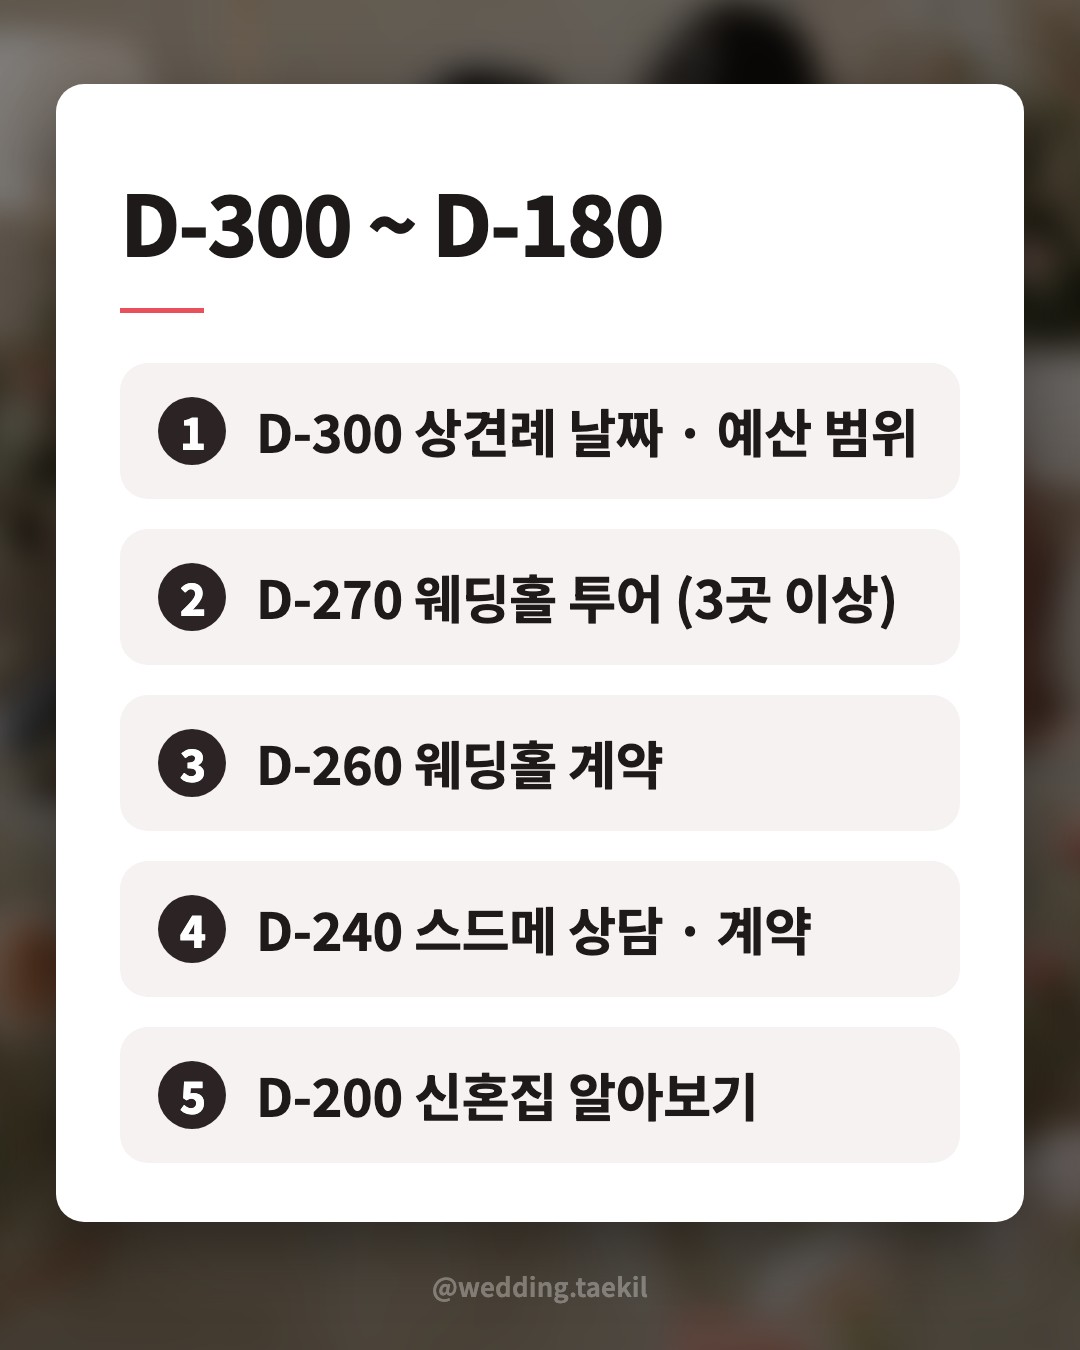 D-300 ~ D-180
1 D-300 상견례 날짜 · 예산 범위
2 D-270 웨딩홀 투어 (3곳 이상)
3 D-260 웨딩홀 계약
4 D-240 스드메 상담 · 계약
5 D-200 신혼집 알아보기
@wedding.taekil